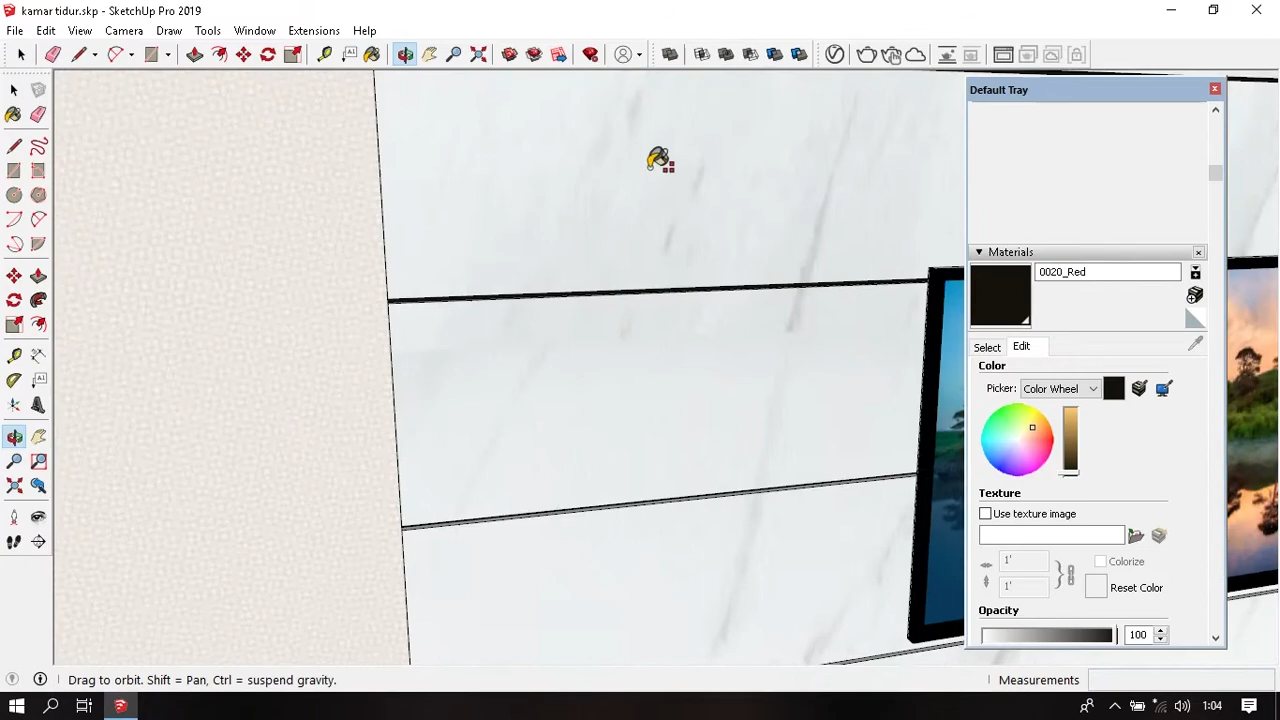 kamar tidur.skp - SketchUp Pro 2019
File Edit View Camera Draw Tools Window Extensions Help
Default Tray
Materials
0020_Red
Select Edit
Color
Picker: Color Wheel
Texture
Use texture image
1'
Colorize
1'
Reset Color
Opacity
100
Drag to orbit. Shift = Pan, Ctrl = suspend gravity.
Measurements
1:04